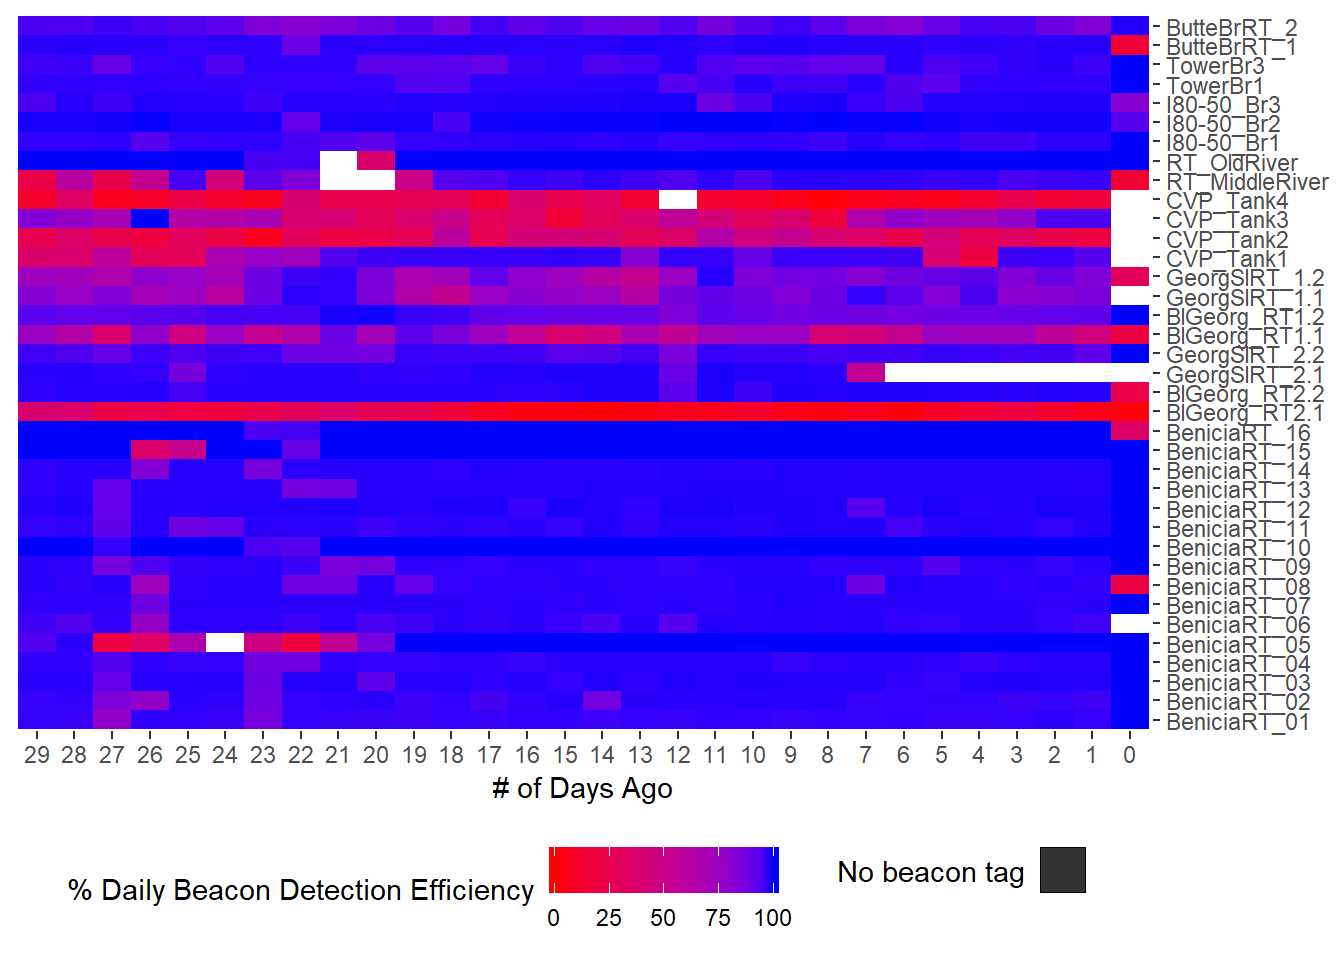 ButteBrRT_2
ButteBrRT_1
TowerBr3
TowerBr1
I80-50_Br3
I80-50_Br2
I80-50_Br1
RT_OldRiver
RT_MiddleRiver
CVP_Tank4
CVP_Tank3
CVP_Tank2
CVP_Tank1
GeorgSlRT_1.2
GeorgSlRT_1.1
BlGeorg_RT1.2
BlGeorg_RT1.1
GeorgSlRT_2.2
GeorgSlRT_2.1
BlGeorg_RT2.2
BlGeorg_RT2.1
BeniciaRT_16
BeniciaRT_15
BeniciaRT_14
BeniciaRT_13
BeniciaRT_12
BeniciaRT_11
BeniciaRT_10
BeniciaRT_09
BeniciaRT_08
BeniciaRT_07
BeniciaRT_06
BeniciaRT_05
BeniciaRT_04
BeniciaRT_03
BeniciaRT_02
BeniciaRT_01
29 28 27 26 25 24 23 22 21 20 19 18 17 16 15 14 13 12 11 10 9 8 7 6 5 4 3 2 1 0
# of Days Ago
% Daily Beacon Detection Efficiency
0 25 50 75 100
No beacon tag